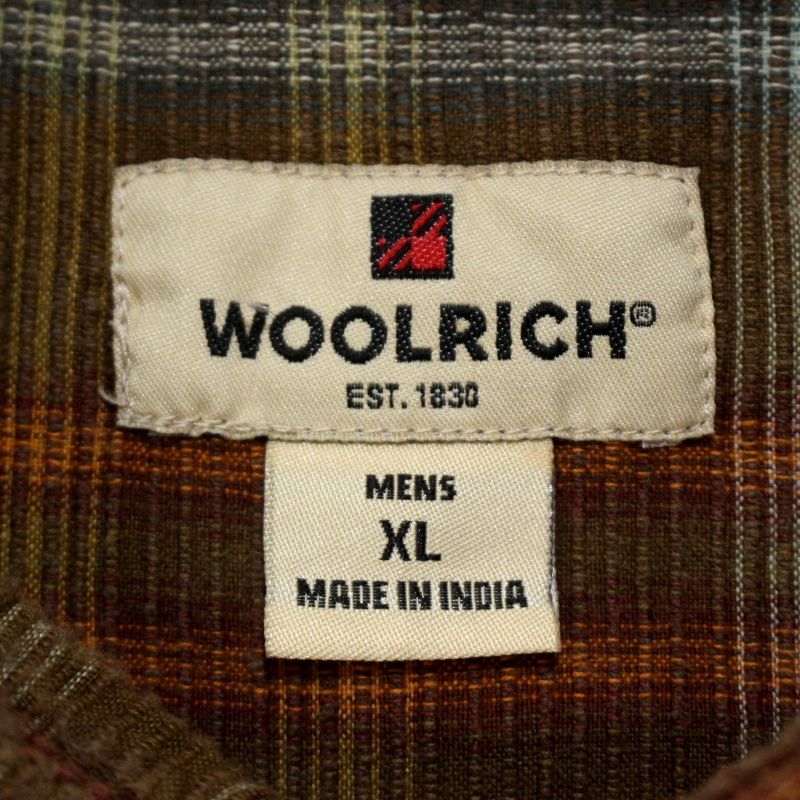 WOOLRICH®
EST. 1830
MENS
XL
MADE IN INDIA